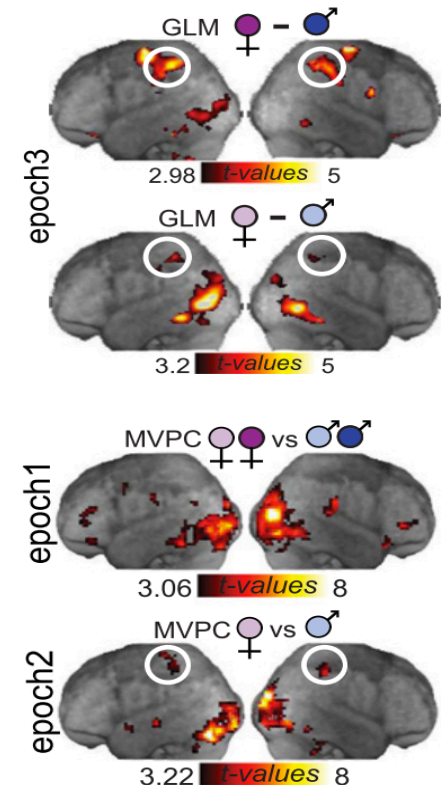 GLM ♀ - ♂
epoch3
2.98 t-values 5
GLM ♀ - ♂
3.2 t-values 5
MVPC ♀ ♀ vs ♂ ♂
epoch1
3.06 t-values 8
MVPC ♀ vs ♂
epoch2
3.22 t-values 8